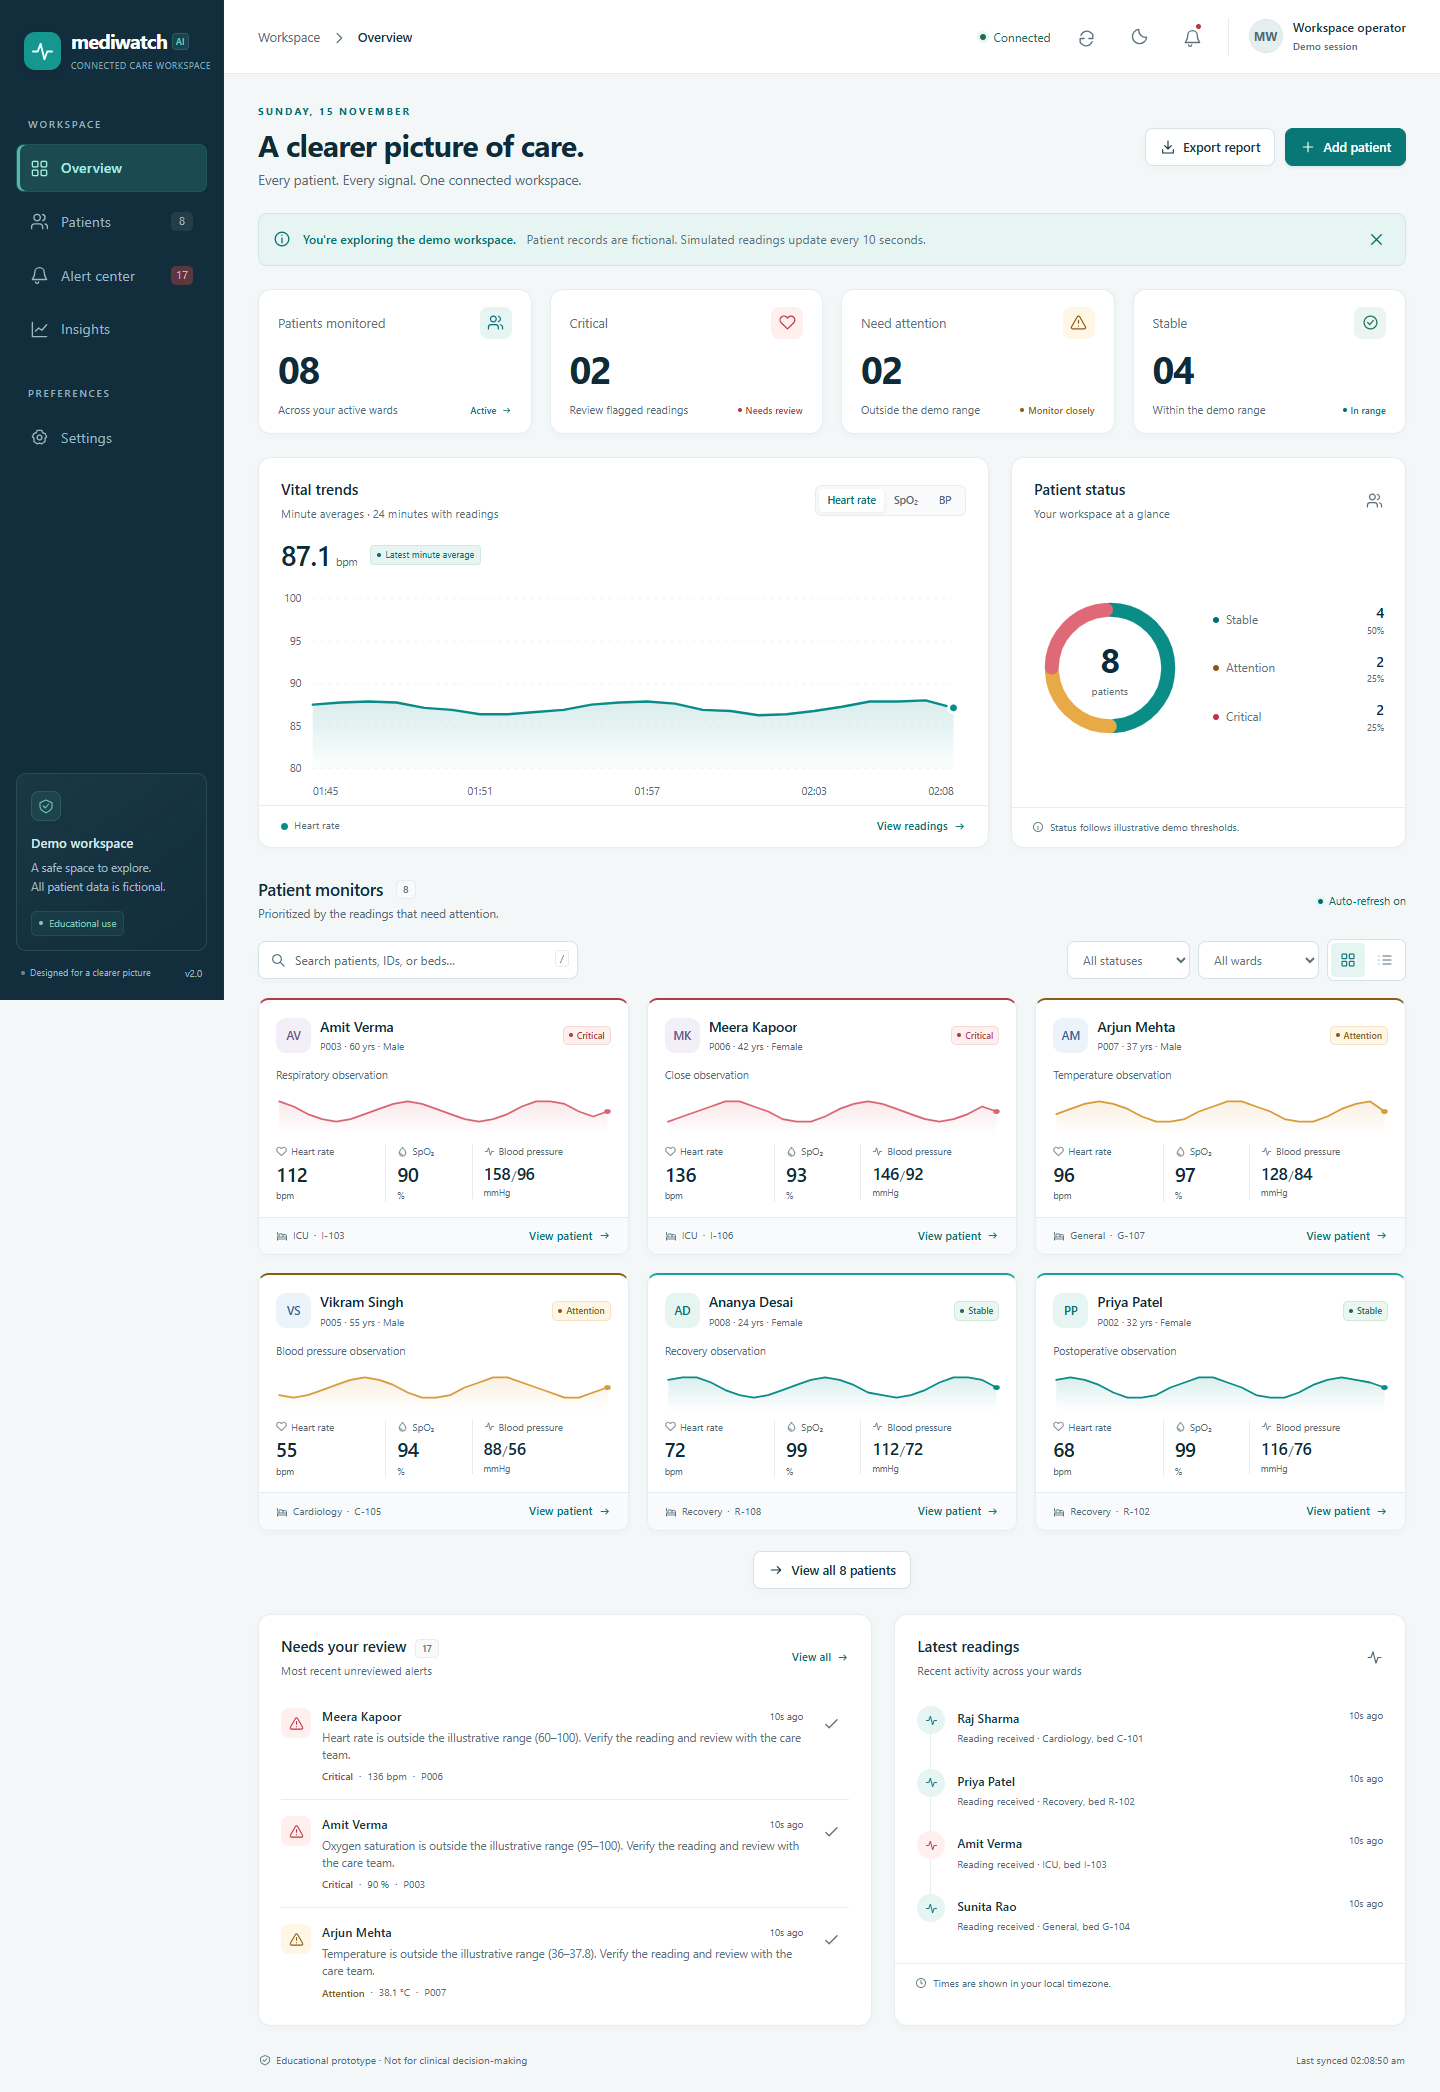 mediwatch AI
CONNECTED CARE WORKSPACE
WORKSPACE
Overview
Patients 8
Alert center 17
Insights
PREFERENCES
Settings
Demo workspace
A safe space to explore.
All patient data is fictional.
Educational use
Designed for a clearer picture v2.0
Workspace > Overview
Connected
MW
Workspace operator
Demo session
SUNDAY, 15 NOVEMBER
A clearer picture of care.
Every patient. Every signal. One connected workspace.
Export report
Add patient
You're exploring the demo workspace. Patient records are fictional. Simulated readings update every 10 seconds.
Patients monitored
08
Across your active wards Active →
Critical
02
Review flagged readings Needs review
Need attention
02
Outside the demo range Monitor closely
Stable
04
Within the demo range In range
Vital trends
Minute averages · 24 minutes with readings
Heart rate SpO₂ BP
87.1 bpm Latest minute average
100
95
90
85
80
01:45 01:51 01:57 02:03 02:08
Heart rate
View readings →
Patient status
Your workspace at a glance
8
patients
Stable 4
50%
Attention 2
25%
Critical 2
25%
Status follows illustrative demo thresholds.
Patient monitors 8
Prioritized by the readings that need attention.
Auto-refresh on
Search patients, IDs, or beds... /
All statuses
All wards
AV
Amit Verma
P003 · 60 yrs · Male
Critical
Respiratory observation
Heart rate SpO₂ Blood pressure
112 90 158/96
bpm % mmHg
ICU · I-103 View patient →
MK
Meera Kapoor
P006 · 42 yrs · Female
Critical
Close observation
Heart rate SpO₂ Blood pressure
136 93 146/92
bpm % mmHg
ICU · I-106 View patient →
AM
Arjun Mehta
P007 · 37 yrs · Male
Attention
Temperature observation
Heart rate SpO₂ Blood pressure
96 97 128/84
bpm % mmHg
General · G-107 View patient →
VS
Vikram Singh
P005 · 55 yrs · Male
Attention
Blood pressure observation
Heart rate SpO₂ Blood pressure
55 94 88/56
bpm % mmHg
Cardiology · C-105 View patient →
AD
Ananya Desai
P008 · 24 yrs · Female
Stable
Recovery observation
Heart rate SpO₂ Blood pressure
72 99 112/72
bpm % mmHg
Recovery · R-108 View patient →
PP
Priya Patel
P002 · 32 yrs · Female
Stable
Postoperative observation
Heart rate SpO₂ Blood pressure
68 99 116/76
bpm % mmHg
Recovery · R-102 View patient →
→ View all 8 patients
Needs your review 17
Most recent unreviewed alerts
View all →
Meera Kapoor 10s ago
Heart rate is outside the illustrative range (60–100). Verify the reading and review with the care
team.
Critical · 136 bpm · P006
Amit Verma 10s ago
Oxygen saturation is outside the illustrative range (95–100). Verify the reading and review with
the care team.
Critical · 90 % · P003
Arjun Mehta 10s ago
Temperature is outside the illustrative range (36–37.8). Verify the reading and review with the
care team.
Attention · 38.1 °C · P007
Latest readings
Recent activity across your wards
Raj Sharma 10s ago
Reading received · Cardiology, bed C-101
Priya Patel 10s ago
Reading received · Recovery, bed R-102
Amit Verma 10s ago
Reading received · ICU, bed I-103
Sunita Rao 10s ago
Reading received · General, bed G-104
Times are shown in your local timezone.
Educational prototype · Not for clinical decision-making
Last synced 02:08:50 am